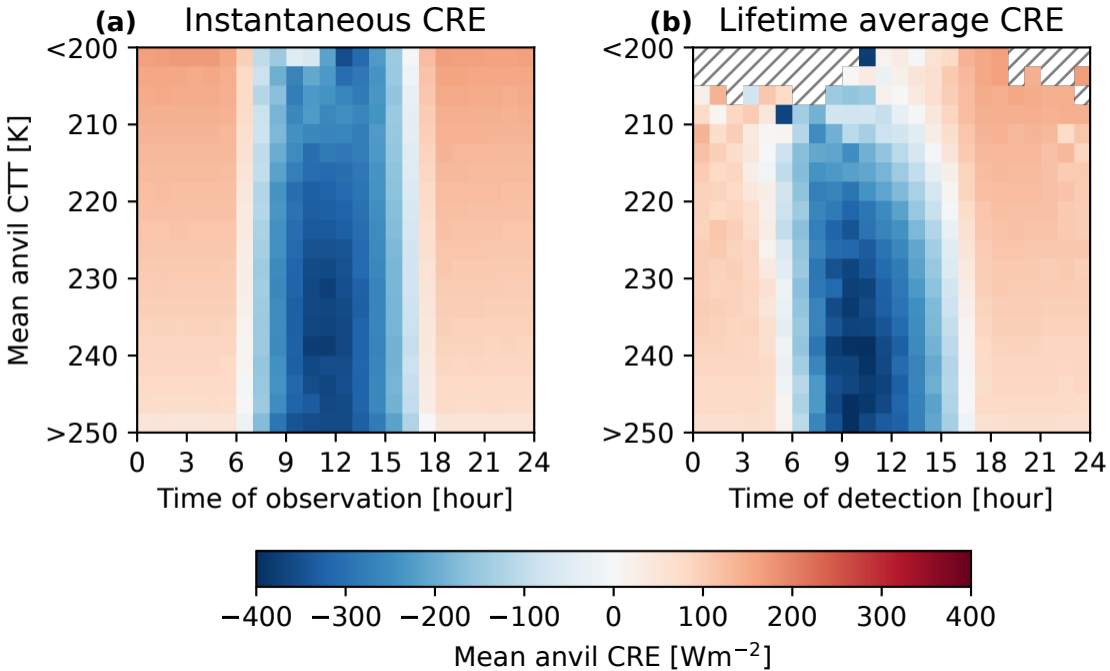 (a) Instantaneous CRE
(b) Lifetime average CRE
Mean anvil CTT [K]
<200
210
220
230
240
>250
<200
210
220
230
240
>250
0 3 6 9 12 15 18 21 24
0 3 6 9 12 15 18 21 24
Time of observation [hour]
Time of detection [hour]
−400 −300 −200 −100 0 100 200 300 400
Mean anvil CRE [Wm⁻²]